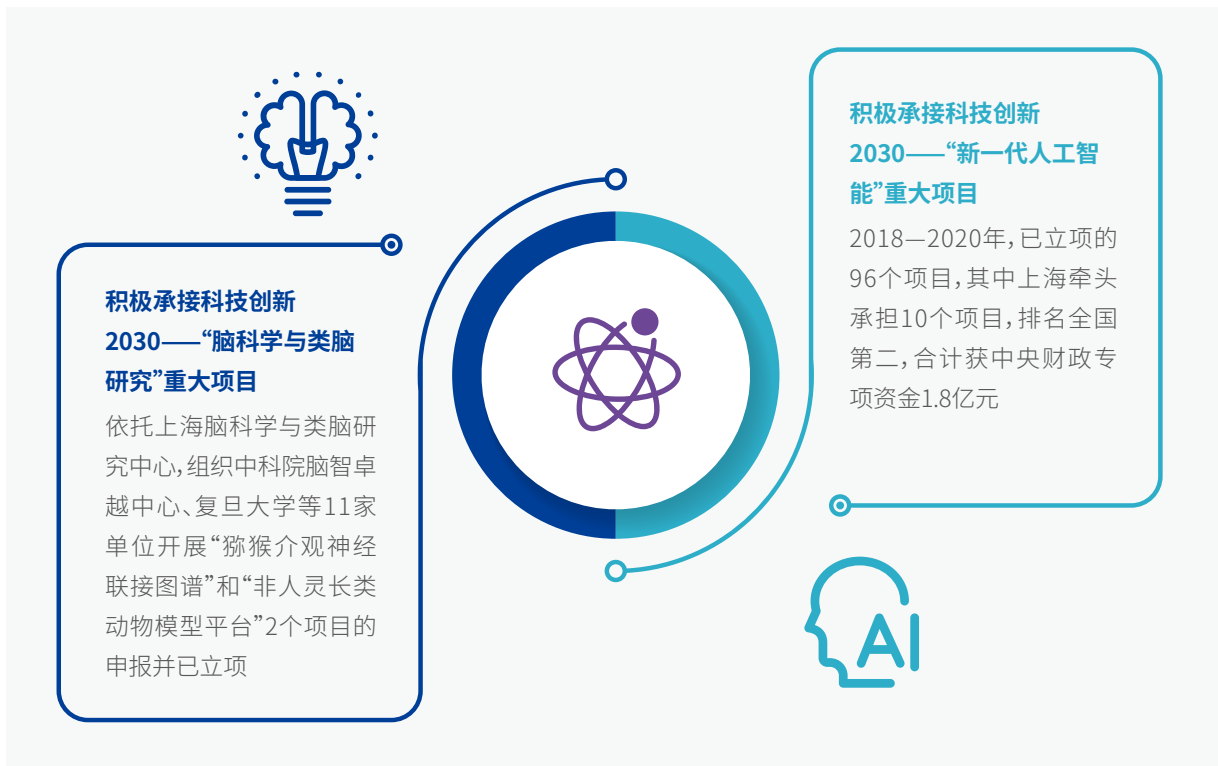 积极承接科技创新
2030——“脑科学与类脑
研究”重大项目
依托上海脑科学与类脑研
究中心，组织中科院脑智卓
越中心、复旦大学等11家
单位开展“猕猴介观神经
联接图谱”和“非人灵长类
动物模型平台”2个项目的
申报并已立项
积极承接科技创新
2030——“新一代人工智
能”重大项目
2018—2020年，已立项的
96个项目，其中上海牵头
承担10个项目，排名全国
第二，合计获中央财政专
项资金1.8亿元
AI